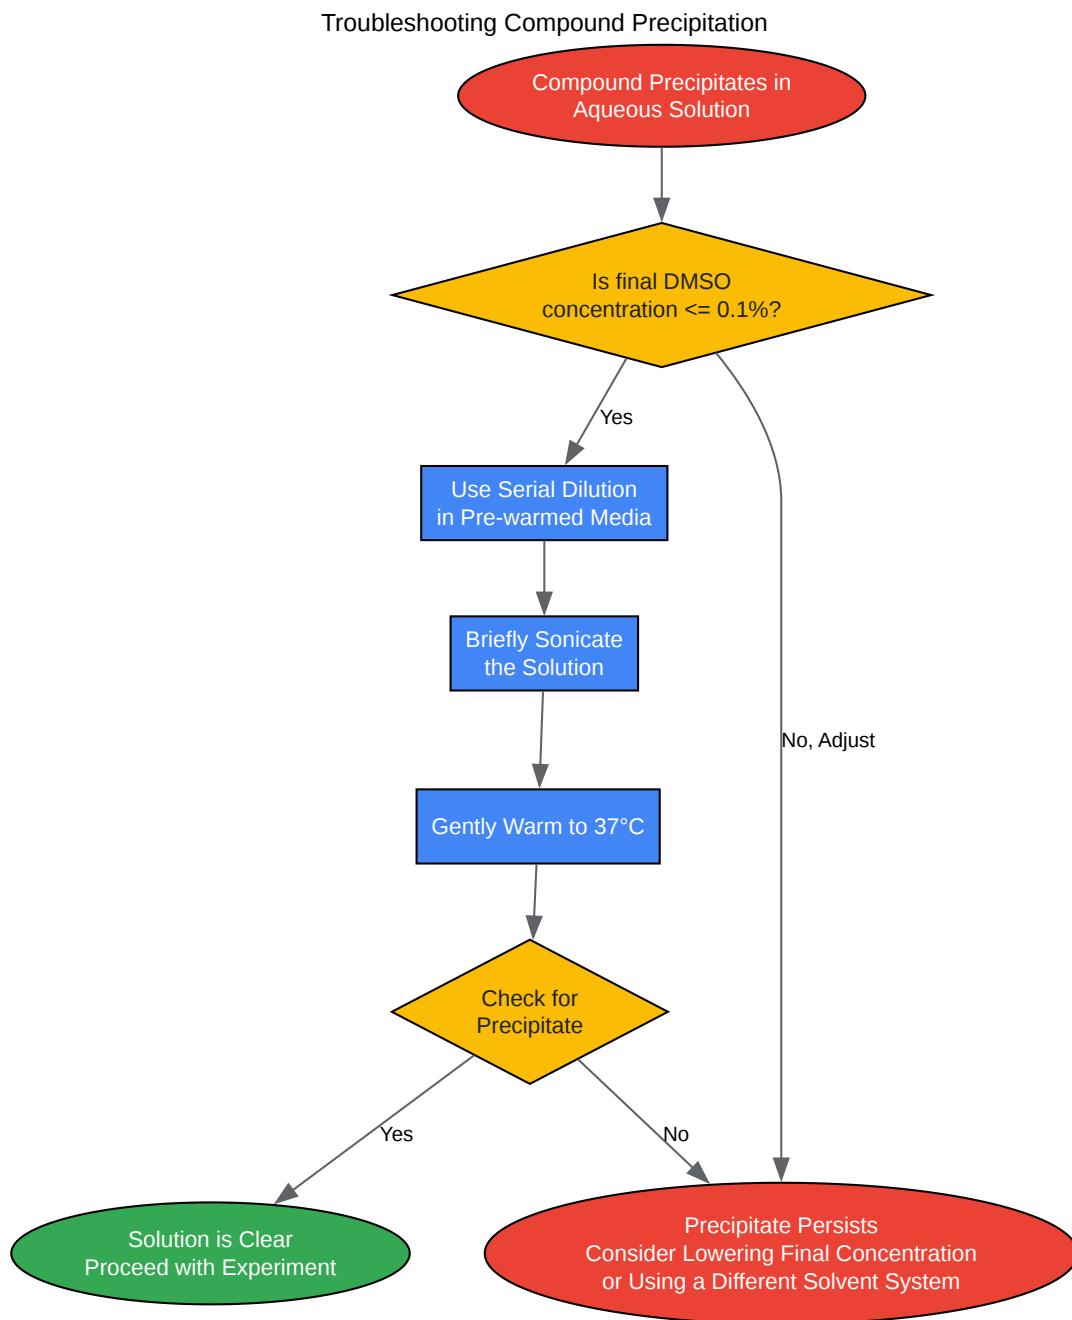 Troubleshooting Compound Precipitation
Compound Precipitates in
Aqueous Solution
Is final DMSO
concentration <= 0.1%?
Yes
Use Serial Dilution
in Pre-warmed Media
Briefly Sonicate
the Solution
No, Adjust
Gently Warm to 37°C
Check for
Precipitate
Yes
No
Solution is Clear
Proceed with Experiment
Precipitate Persists
Consider Lowering Final Concentration
or Using a Different Solvent System